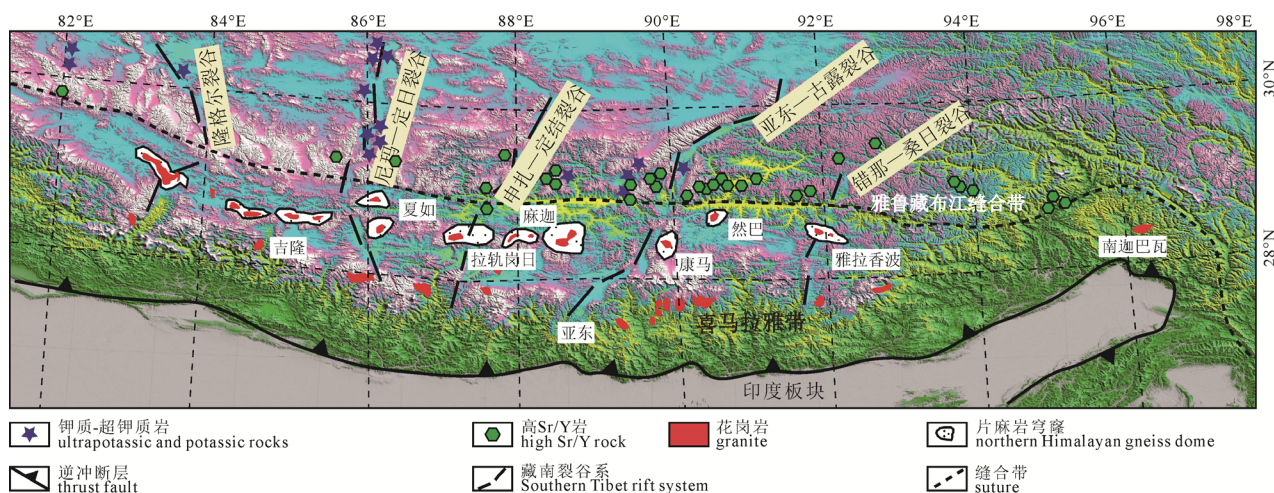 82°E 84°E 86°E 88°E 90°E 92°E 94°E 96°E 98°E
30°N
28°N
隆格尔裂谷
尼玛—定日裂谷
申扎—定结裂谷
亚东—古露裂谷
错那—桑日裂谷
雅鲁藏布江缝合带
夏如
麻迦
然巴
吉隆
拉轨岗日
康马
雅拉香波
南迦巴瓦
亚东
喜马拉雅带
印度板块
钾质-超钾质岩
ultrapotassic and potassic rocks
高Sr/Y岩
high Sr/Y rock
花岗岩
granite
片麻岩穹窿
northern Himalayan gneiss dome
逆冲断层
thrust fault
藏南裂谷系
Southern Tibet rift system
缝合带
suture